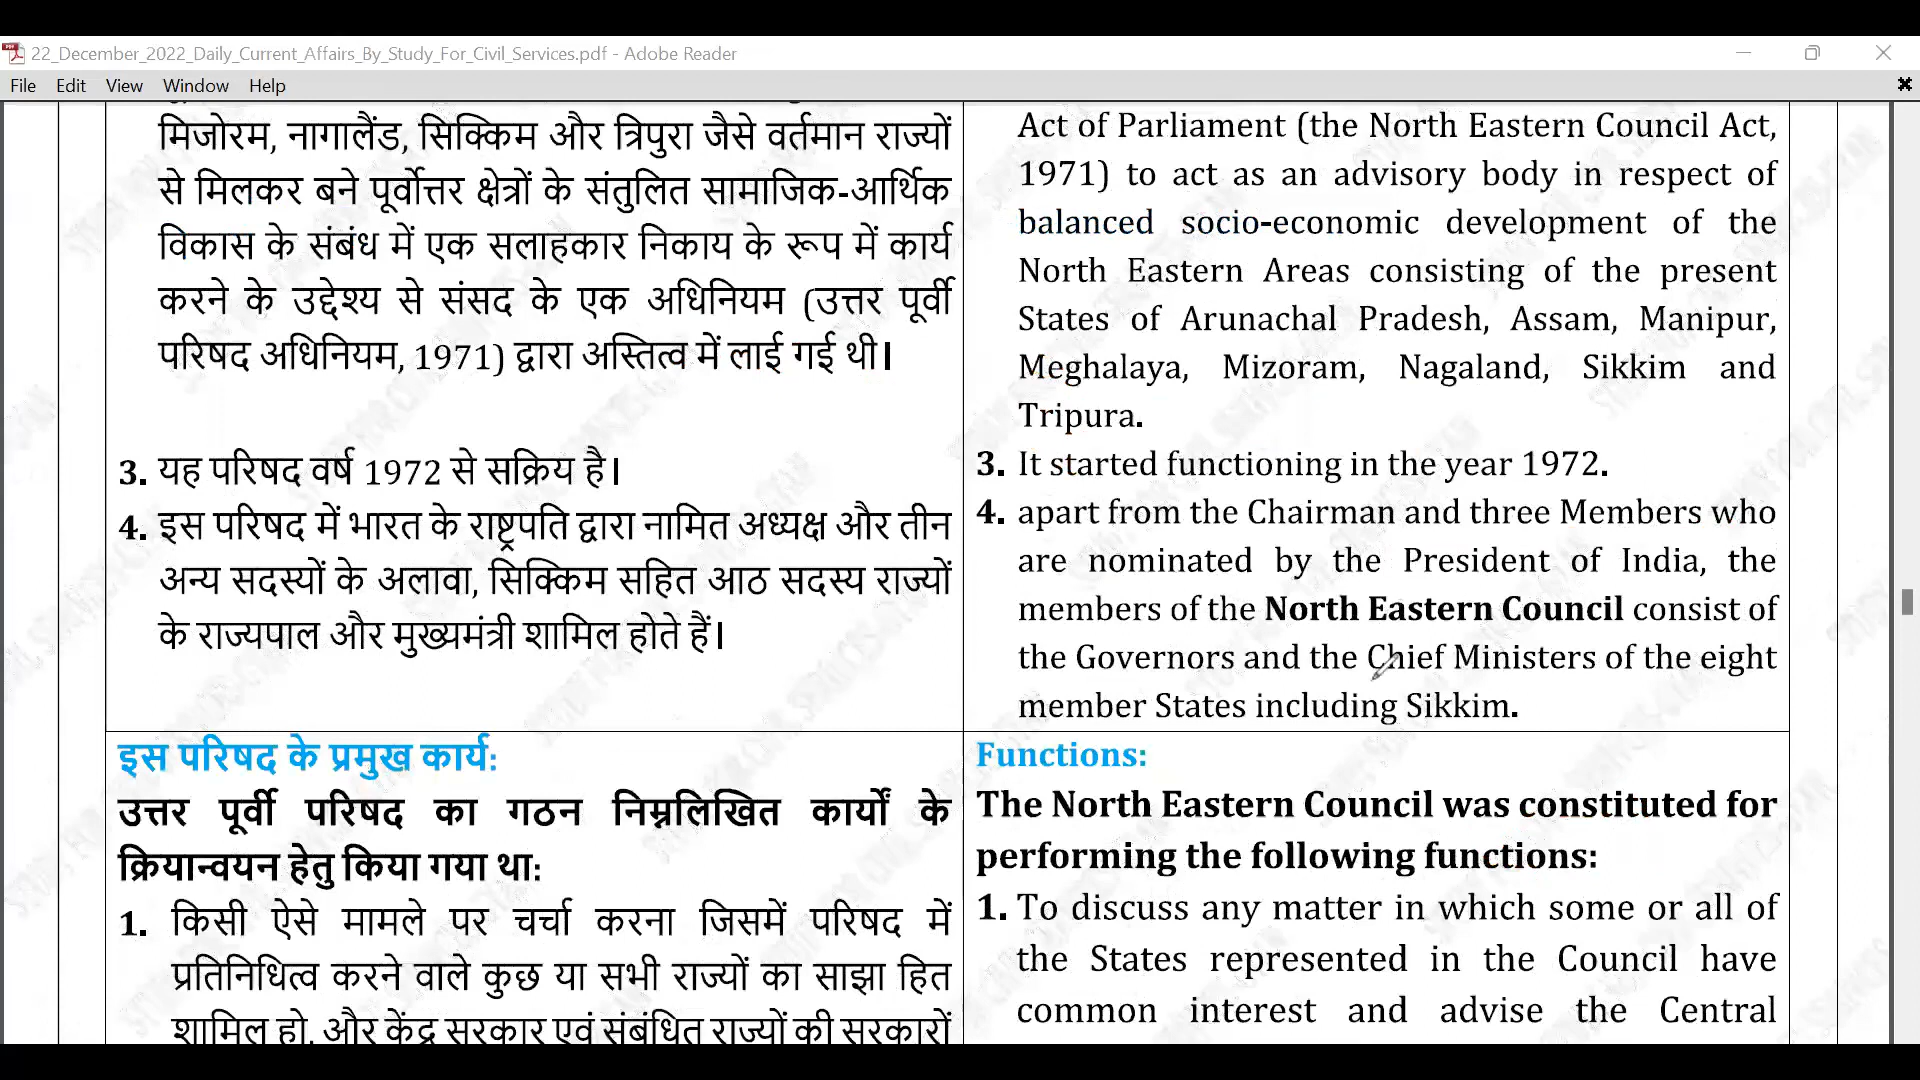 22_December_2022_Daily_Current_Affairs_By_Study_For_Civil_Services.pdf - Adobe Reader
File Edit View Window Help
मिजोरम, नागालैंड, सिक्किम और त्रिपुरा जैसे वर्तमान राज्यों
से मिलकर बने पूर्वोत्तर क्षेत्रों के संतुलित सामाजिक-आर्थिक
विकास के संबंध में एक सलाहकार निकाय के रूप में कार्य
करने के उद्देश्य से संसद के एक अधिनियम (उत्तर पूर्वी
परिषद अधिनियम, 1971) द्वारा अस्तित्व में लाई गई थी।
3. यह परिषद वर्ष 1972 से सक्रिय है।
4. इस परिषद में भारत के राष्ट्रपति द्वारा नामित अध्यक्ष और तीन
अन्य सदस्यों के अलावा, सिक्किम सहित आठ सदस्य राज्यों
के राज्यपाल और मुख्यमंत्री शामिल होते हैं।
Act of Parliament (the North Eastern Council Act,
1971) to act as an advisory body in respect of
balanced socio-economic development of the
North Eastern Areas consisting of the present
States of Arunachal Pradesh, Assam, Manipur,
Meghalaya, Mizoram, Nagaland, Sikkim and
Tripura.
3. It started functioning in the year 1972.
4. apart from the Chairman and three Members who
are nominated by the President of India, the
members of the North Eastern Council consist of
the Governors and the Chief Ministers of the eight
member States including Sikkim.
इस परिषद के प्रमुख कार्य:
उत्तर पूर्वी परिषद का गठन निम्नलिखित कार्यों के
क्रियान्वयन हेतु किया गया था:
1. किसी ऐसे मामले पर चर्चा करना जिसमें परिषद में
प्रतिनिधित्व करने वाले कुछ या सभी राज्यों का साझा हित
शामिल हो, और केंद्र सरकार एवं संबंधित राज्यों की सरकारों
Functions:
The North Eastern Council was constituted for
performing the following functions:
1. To discuss any matter in which some or all of
the States represented in the Council have
common interest and advise the Central